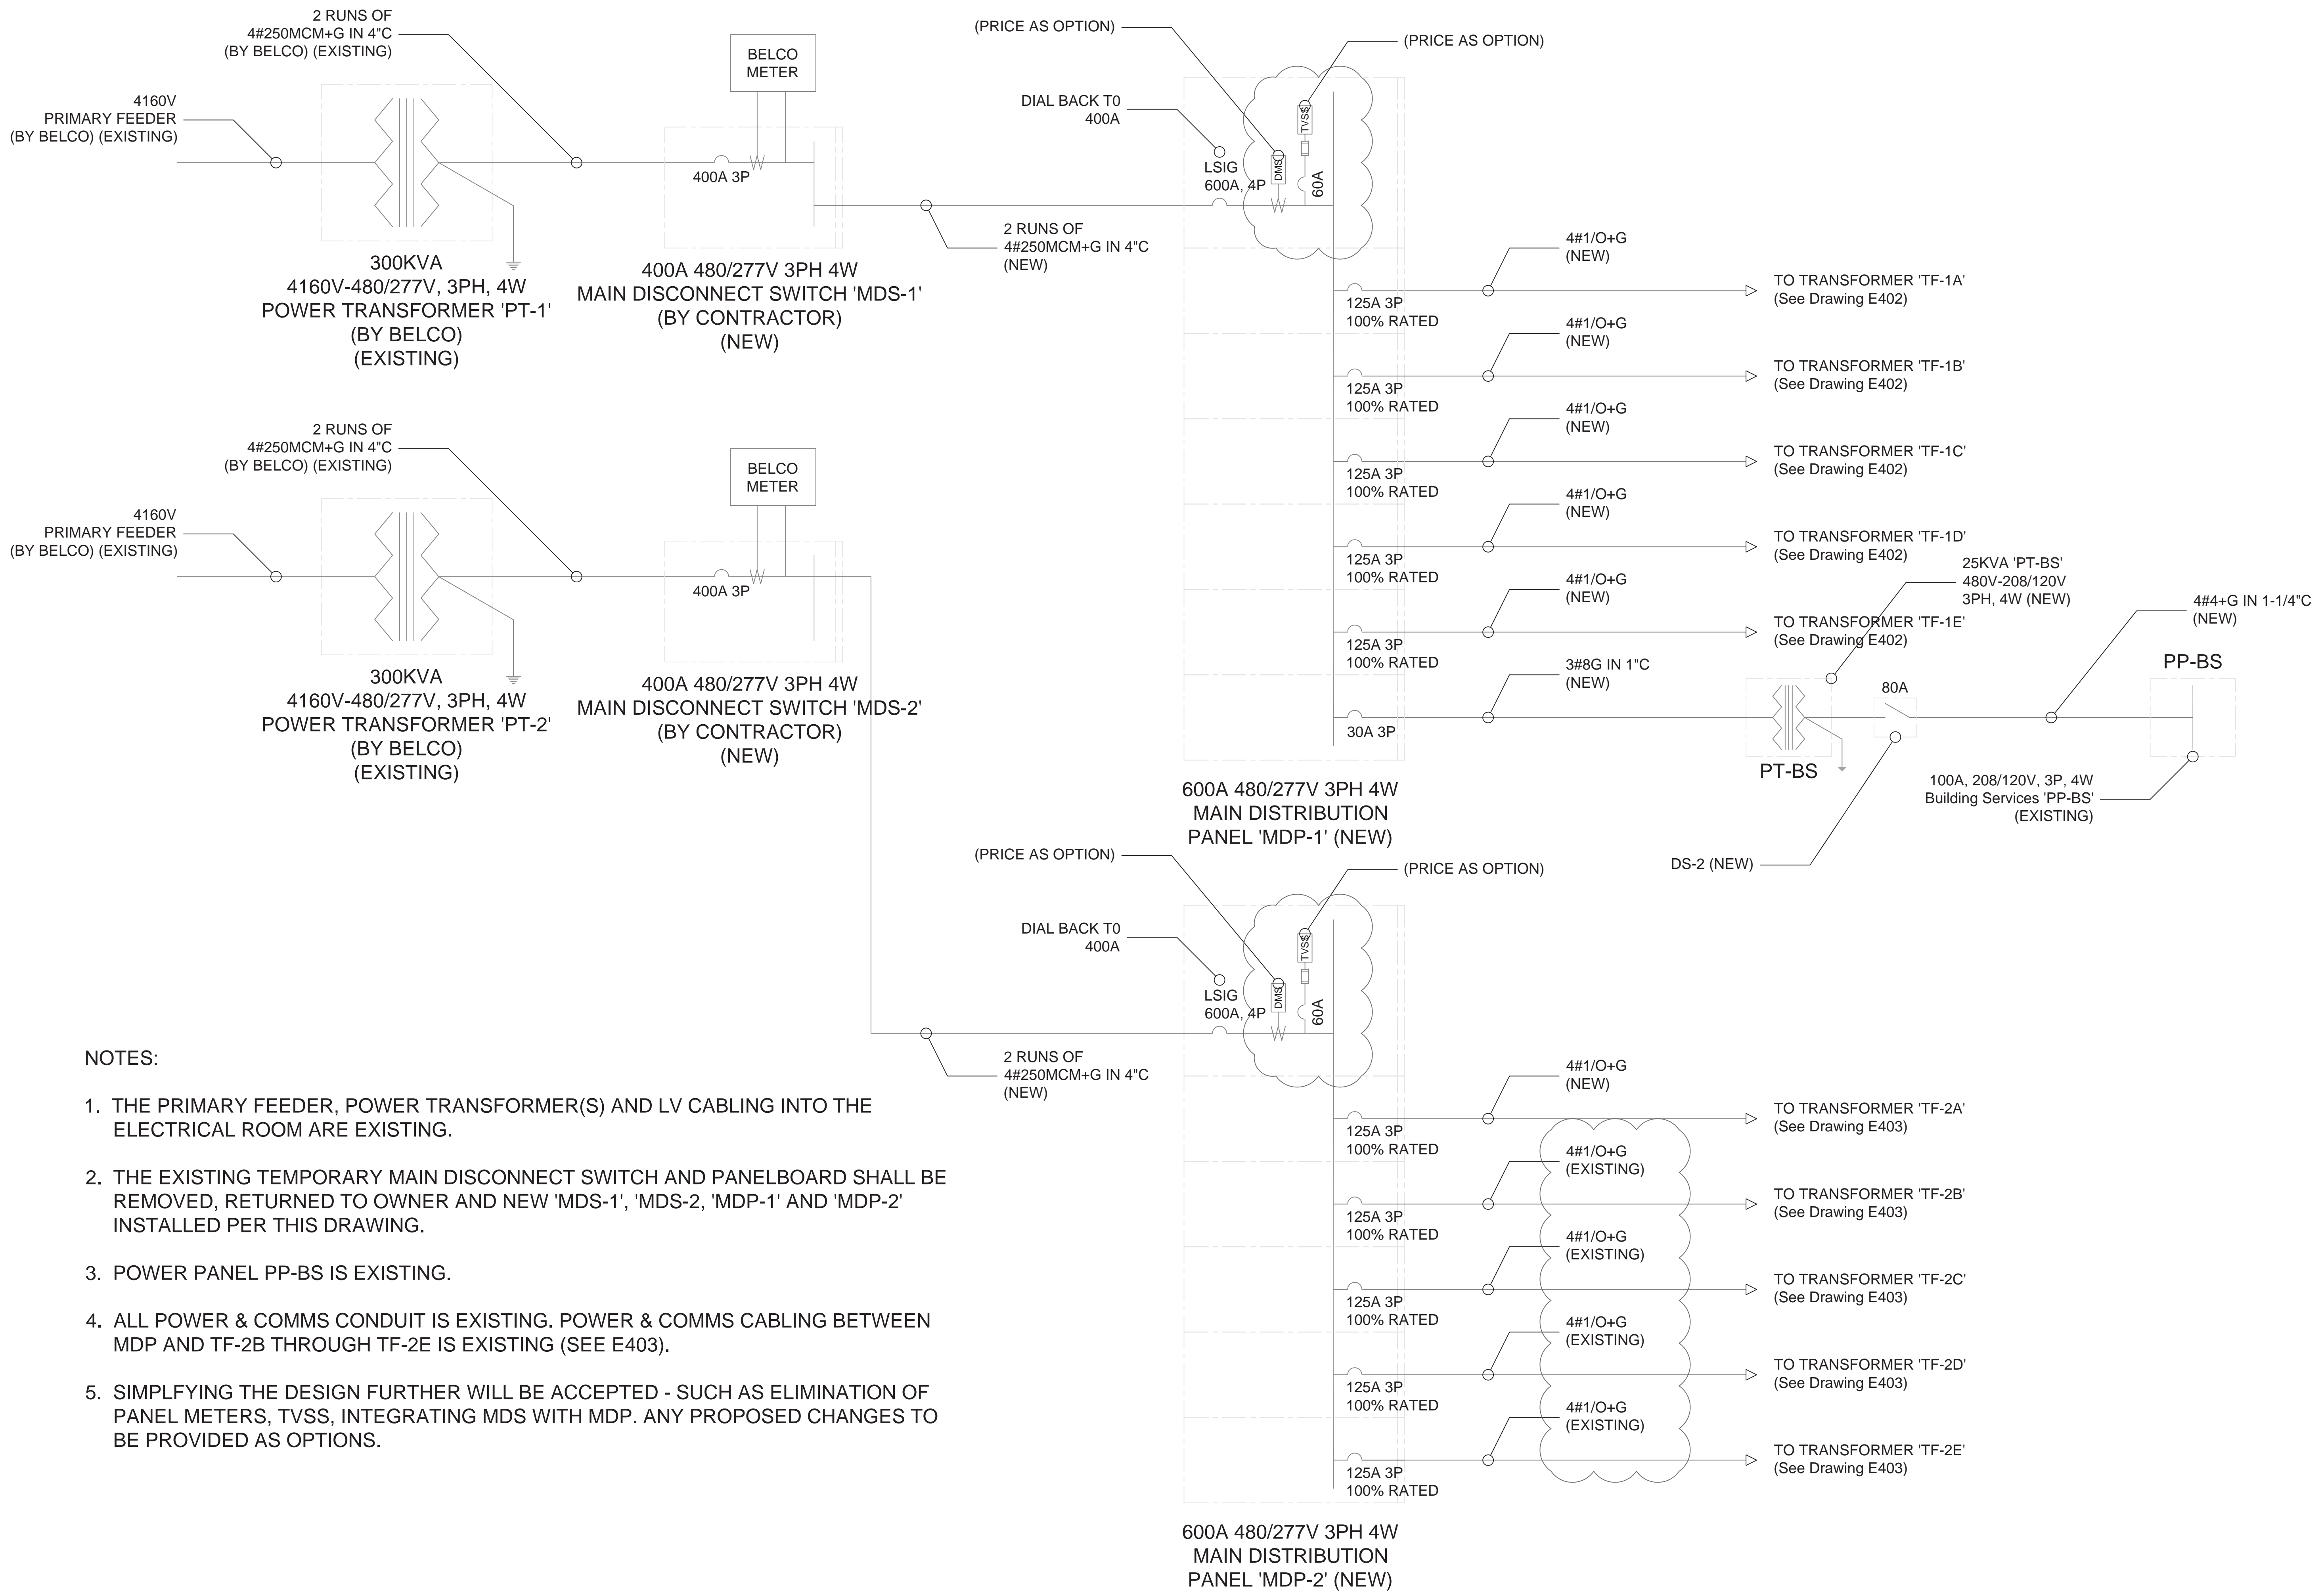 2 RUNS OF
4#250MCM+G IN 4"C
(BY BELCO) (EXISTING)
4160V
PRIMARY FEEDER
(BY BELCO) (EXISTING)
300KVA
4160V-480/277V, 3PH, 4W
POWER TRANSFORMER 'PT-1'
(BY BELCO)
(EXISTING)
BELCO
METER
400A 3P
400A 480/277V 3PH 4W
MAIN DISCONNECT SWITCH 'MDS-1'
(BY CONTRACTOR)
(NEW)
2 RUNS OF
4#250MCM+G IN 4"C
(NEW)
(PRICE AS OPTION)
(PRICE AS OPTION)
DIAL BACK T0
400A
LSIG
600A, 4P
DMS
TVSS
60A
4#1/O+G
(NEW)
125A 3P
100% RATED
TO TRANSFORMER 'TF-1A'
(See Drawing E402)
4#1/O+G
(NEW)
125A 3P
100% RATED
TO TRANSFORMER 'TF-1B'
(See Drawing E402)
4#1/O+G
(NEW)
125A 3P
100% RATED
TO TRANSFORMER 'TF-1C'
(See Drawing E402)
4#1/O+G
(NEW)
125A 3P
100% RATED
TO TRANSFORMER 'TF-1D'
(See Drawing E402)
4#1/O+G
(NEW)
125A 3P
100% RATED
TO TRANSFORMER 'TF-1E'
(See Drawing E402)
3#8G IN 1"C
(NEW)
30A 3P
25KVA 'PT-BS'
480V-208/120V
3PH, 4W (NEW)
PT-BS
80A
DS-2 (NEW)
4#4+G IN 1-1/4"C
(NEW)
PP-BS
100A, 208/120V, 3P, 4W
Building Services 'PP-BS'
(EXISTING)
600A 480/277V 3PH 4W
MAIN DISTRIBUTION
PANEL 'MDP-1' (NEW)
2 RUNS OF
4#250MCM+G IN 4"C
(BY BELCO) (EXISTING)
4160V
PRIMARY FEEDER
(BY BELCO) (EXISTING)
300KVA
4160V-480/277V, 3PH, 4W
POWER TRANSFORMER 'PT-2'
(BY BELCO)
(EXISTING)
BELCO
METER
400A 3P
400A 480/277V 3PH 4W
MAIN DISCONNECT SWITCH 'MDS-2'
(BY CONTRACTOR)
(NEW)
2 RUNS OF
4#250MCM+G IN 4"C
(NEW)
(PRICE AS OPTION)
(PRICE AS OPTION)
DIAL BACK T0
400A
LSIG
600A, 4P
DMS
TVSS
60A
4#1/O+G
(NEW)
125A 3P
100% RATED
TO TRANSFORMER 'TF-2A'
(See Drawing E403)
4#1/O+G
(EXISTING)
125A 3P
100% RATED
TO TRANSFORMER 'TF-2B'
(See Drawing E403)
4#1/O+G
(EXISTING)
125A 3P
100% RATED
TO TRANSFORMER 'TF-2C'
(See Drawing E403)
4#1/O+G
(EXISTING)
125A 3P
100% RATED
TO TRANSFORMER 'TF-2D'
(See Drawing E403)
4#1/O+G
(EXISTING)
125A 3P
100% RATED
TO TRANSFORMER 'TF-2E'
(See Drawing E403)
600A 480/277V 3PH 4W
MAIN DISTRIBUTION
PANEL 'MDP-2' (NEW)
NOTES:
1. THE PRIMARY FEEDER, POWER TRANSFORMER(S) AND LV CABLING INTO THE
ELECTRICAL ROOM ARE EXISTING.
2. THE EXISTING TEMPORARY MAIN DISCONNECT SWITCH AND PANELBOARD SHALL BE
REMOVED, RETURNED TO OWNER AND NEW 'MDS-1', 'MDS-2, 'MDP-1' AND 'MDP-2'
INSTALLED PER THIS DRAWING.
3. POWER PANEL PP-BS IS EXISTING.
4. ALL POWER & COMMS CONDUIT IS EXISTING. POWER & COMMS CABLING BETWEEN
MDP AND TF-2B THROUGH TF-2E IS EXISTING (SEE E403).
5. SIMPLFYING THE DESIGN FURTHER WILL BE ACCEPTED - SUCH AS ELIMINATION OF
PANEL METERS, TVSS, INTEGRATING MDS WITH MDP. ANY PROPOSED CHANGES TO
BE PROVIDED AS OPTIONS.